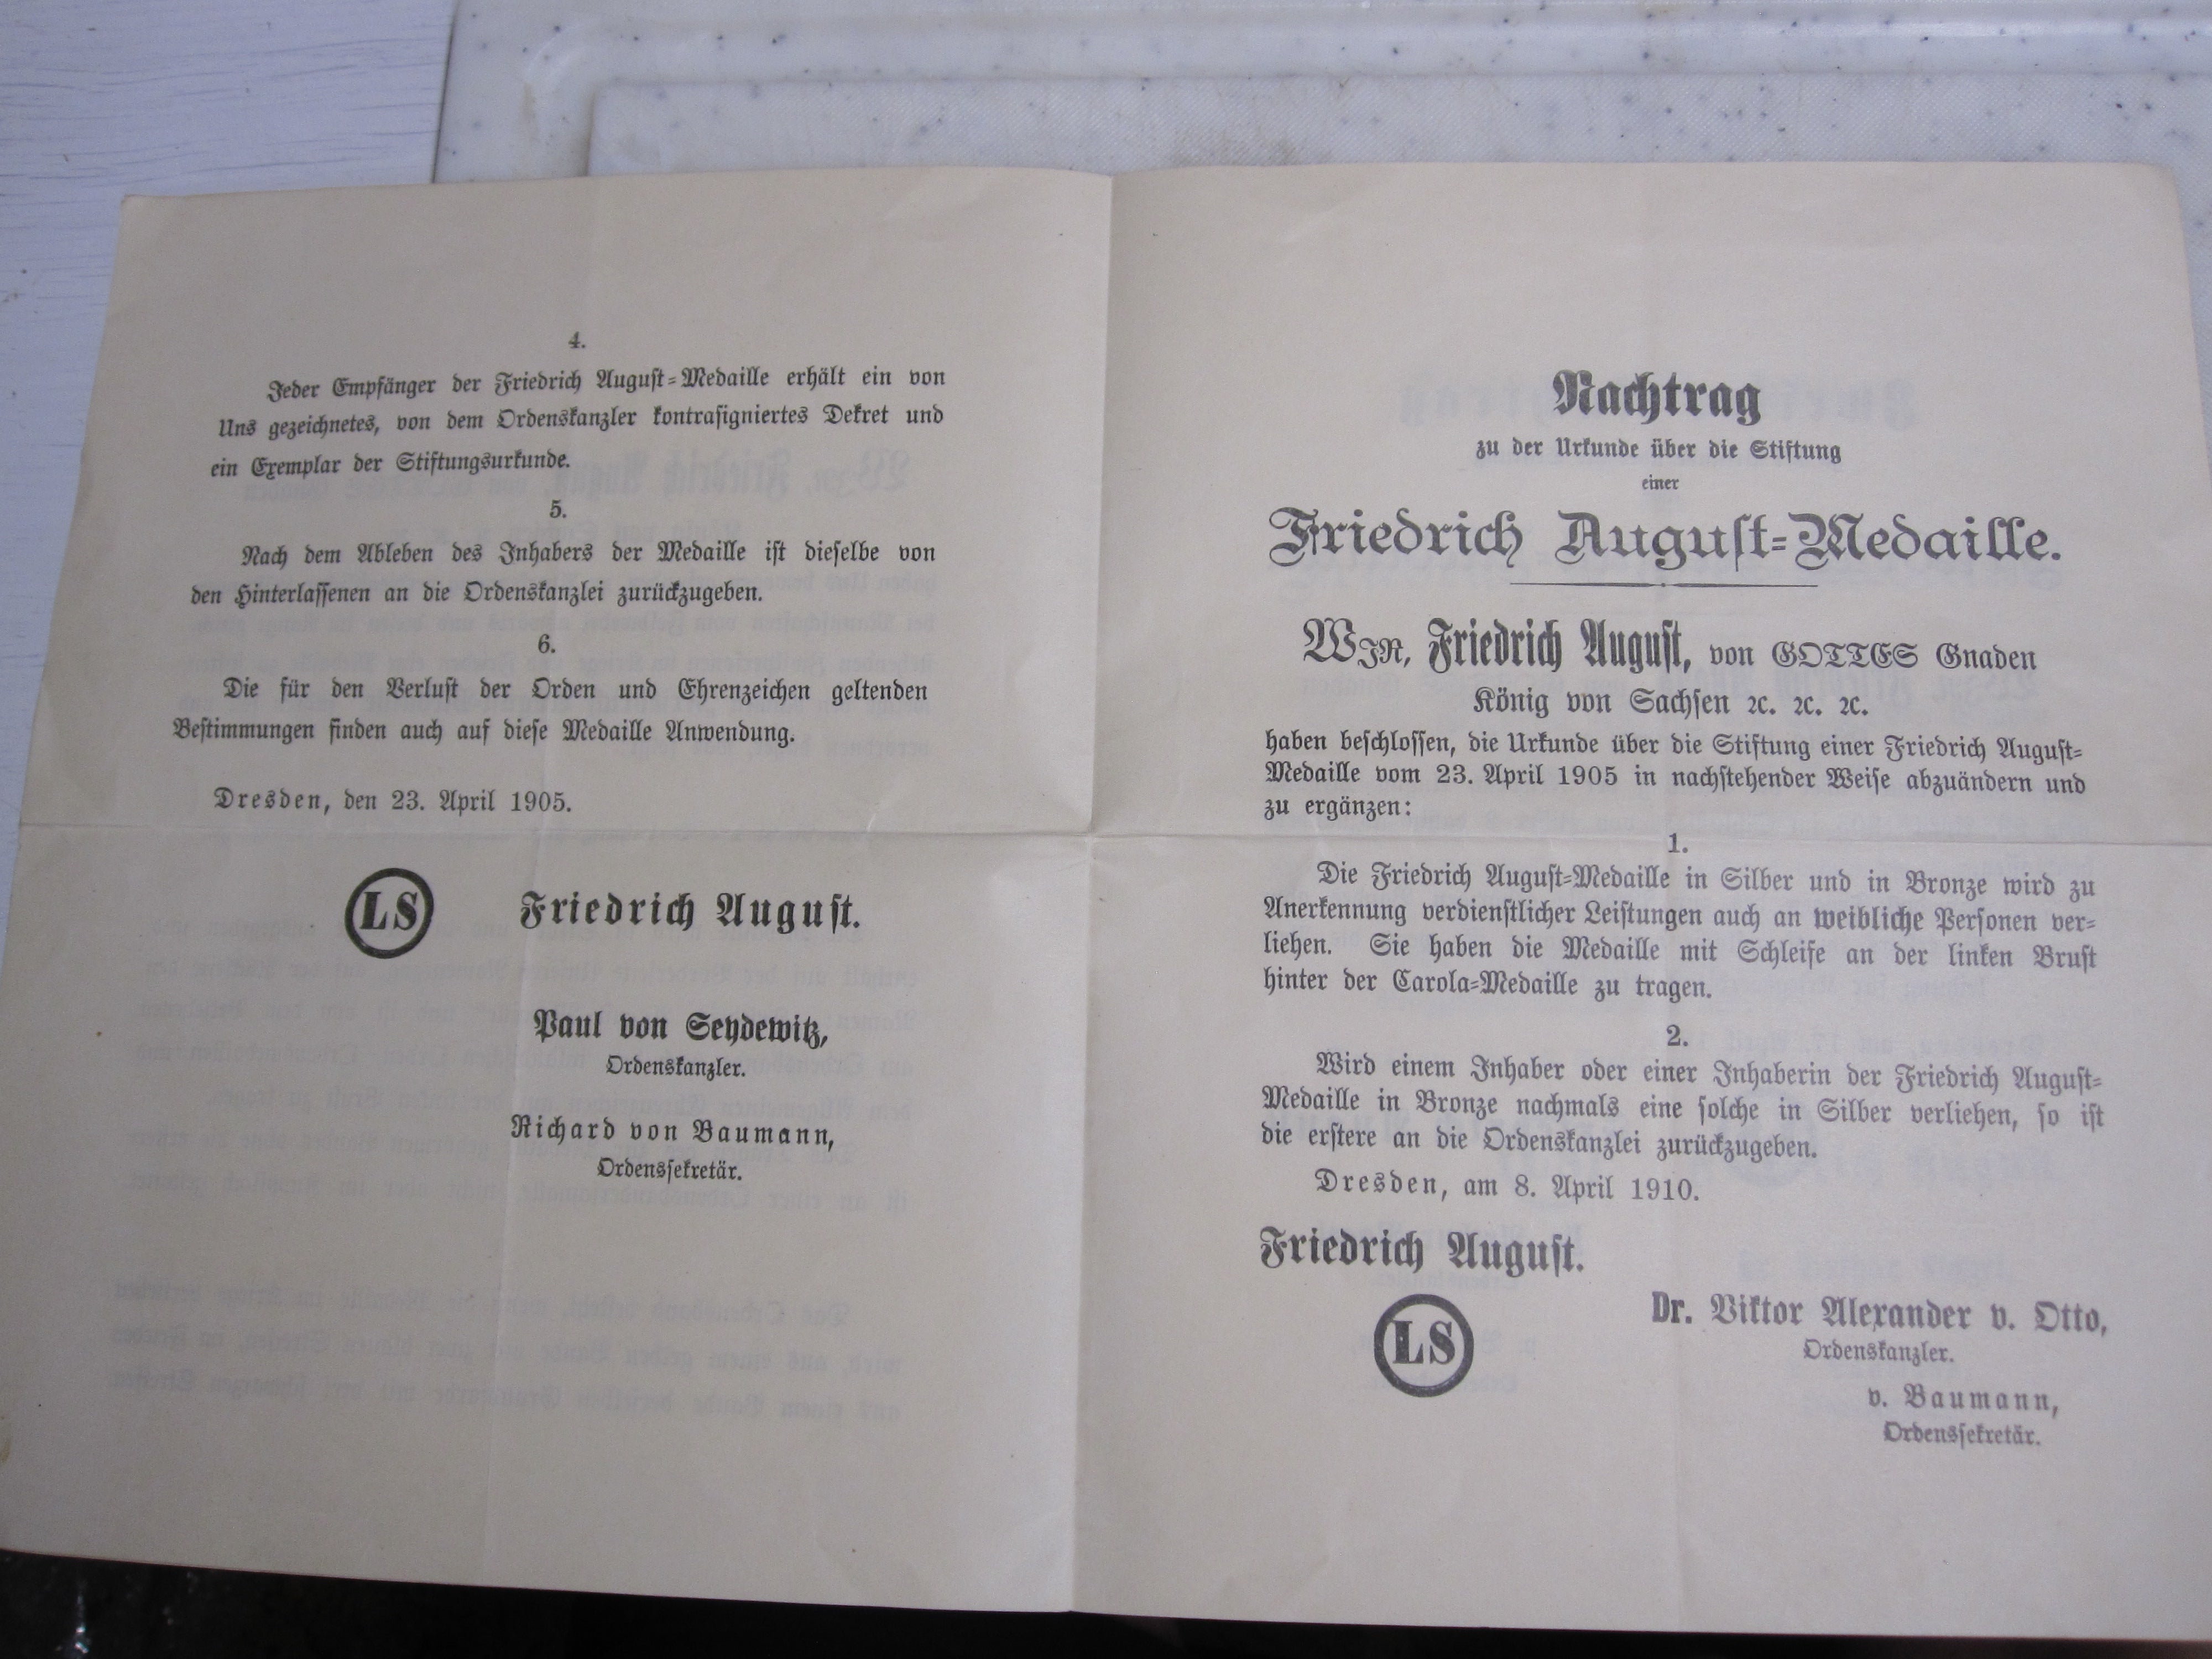 4.
Jeder Empfänger der Friedrich August-Medaille erhält ein von
Uns gezeichnetes, von dem Ordenskanzler kontrasigniertes Dekret und
ein Exemplar der Stiftungsurkunde.
5.
Nach dem Ableben des Inhabers der Medaille ist dieselbe von
den Hinterlassenen an die Ordenskanzlei zurückzugeben.
6.
Die für den Verlust der Orden und Ehrenzeichen geltenden
Bestimmungen finden auch auf diese Medaille Anwendung.
Dresden, den 23. April 1905.
LS Friedrich August.
Paul von Seydewitz,
Ordenskanzler.
Richard von Baumann,
Ordenssekretär.
Nachtrag
zu der Urkunde über die Stiftung
einer
Friedrich August-Medaille.
WIR, Friedrich August, von GOTTES Gnaden
König von Sachsen ꝛc. ꝛc. ꝛc.
haben beschlossen, die Urkunde über die Stiftung einer Friedrich August-
Medaille vom 23. April 1905 in nachstehender Weise abzuändern und
zu ergänzen:
1.
Die Friedrich August-Medaille in Silber und in Bronze wird zu
Anerkennung verdienstlicher Leistungen auch an weibliche Personen ver-
liehen. Sie haben die Medaille mit Schleife an der linken Brust
hinter der Carola-Medaille zu tragen.
2.
Wird einem Inhaber oder einer Inhaberin der Friedrich August-
Medaille in Bronze nachmals eine solche in Silber verliehen, so ist
die erstere an die Ordenskanzlei zurückzugeben.
Dresden, am 8. April 1910.
Friedrich August.
LS
Dr. Viktor Alexander v. Otto,
Ordenskanzler.
v. Baumann,
Ordenssekretär.